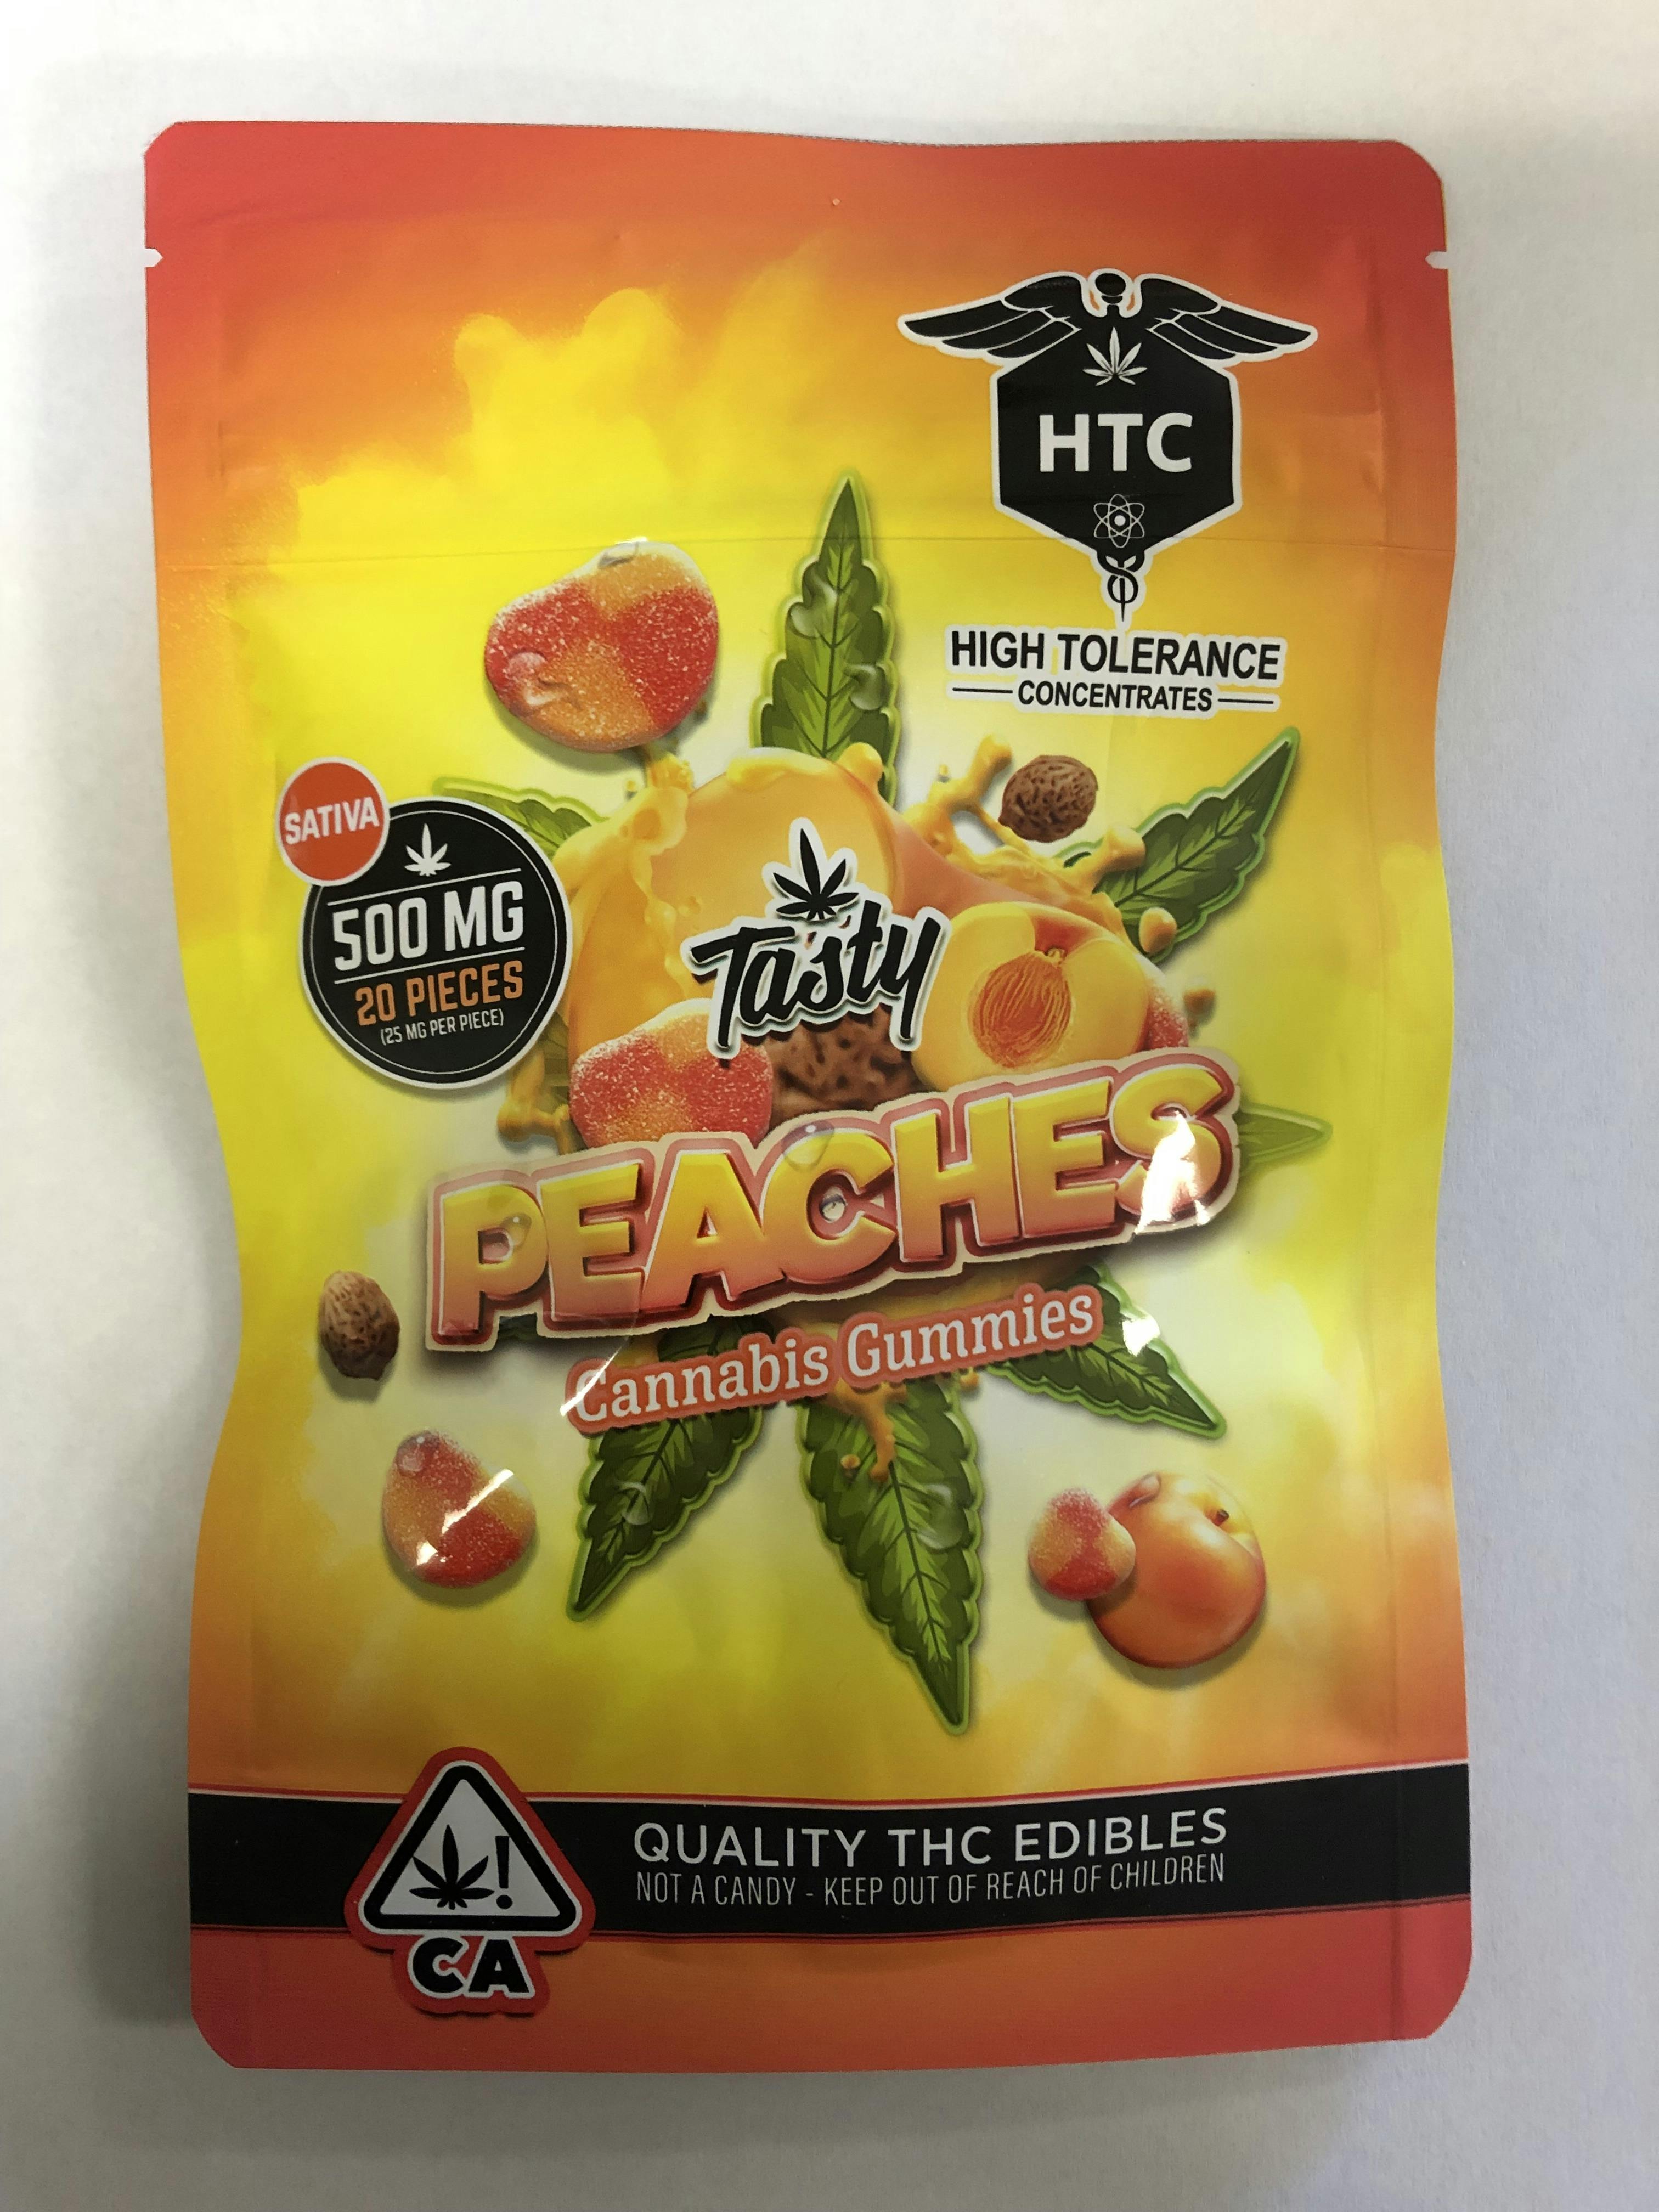 HTC
HIGH TOLERANCE
CONCENTRATES
SATIVA
500 MG
20 PIECES
(25 MG PER PIECE)
Tasty
PEACHES
Cannabis Gummies
QUALITY THC EDIBLES
NOT A CANDY - KEEP OUT OF REACH OF CHILDREN
!
CA